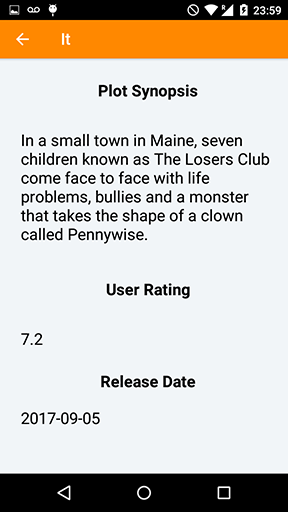 23:59
It
Plot Synopsis
In a small town in Maine, seven
children known as The Losers Club
come face to face with life
problems, bullies and a monster
that takes the shape of a clown
called Pennywise.
User Rating
7.2
Release Date
2017-09-05